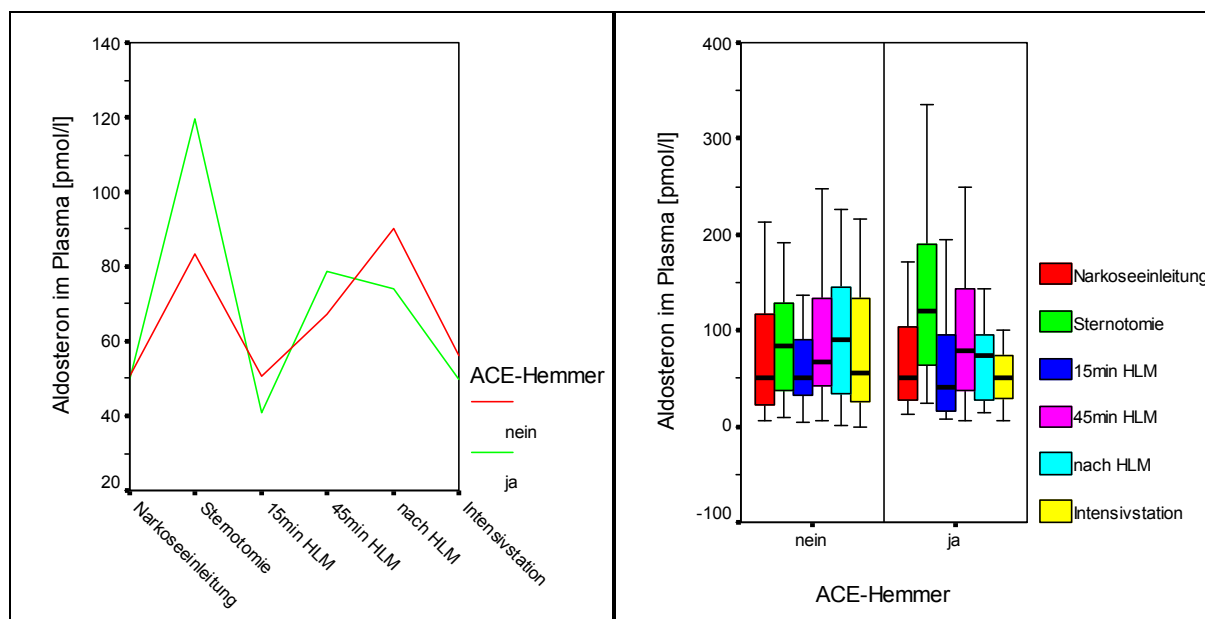 Aldosteron im Plasma [pmol/l]
140
120
100
80
60
40
20
Narkoseeinleitung
Sternotomie
15min HLM
45min HLM
nach HLM
Intensivstation
ACE-Hemmer
nein
ja
Aldosteron im Plasma [pmol/l]
400
300
200
100
0
-100
nein
ja
ACE-Hemmer
Narkoseeinleitung
Sternotomie
15min HLM
45min HLM
nach HLM
Intensivstation